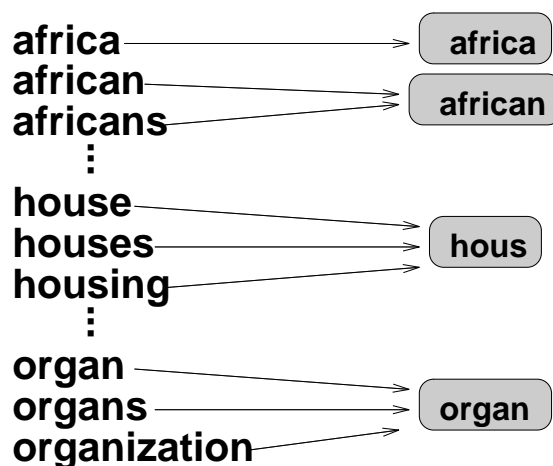 africa
africa
african
african
africans
⋮
house
houses
hous
housing
⋮
organ
organs
organ
organization